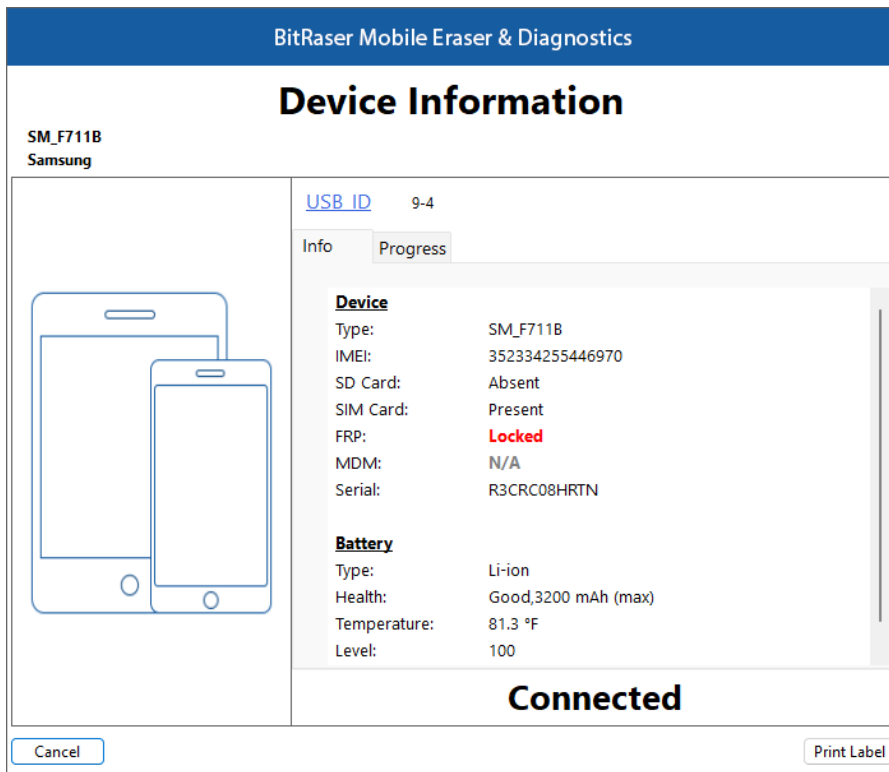 BitRaser Mobile Eraser & Diagnostics
Device Information
SM_F711B
Samsung
USB_ID 9-4
Info Progress
Device
Type: SM_F711B
IMEI: 352334255446970
SD Card: Absent
SIM Card: Present
FRP: Locked
MDM: N/A
Serial: R3CRC08HRTN
Battery
Type: Li-ion
Health: Good,3200 mAh (max)
Temperature: 81.3 °F
Level: 100
Connected
Cancel Print Label